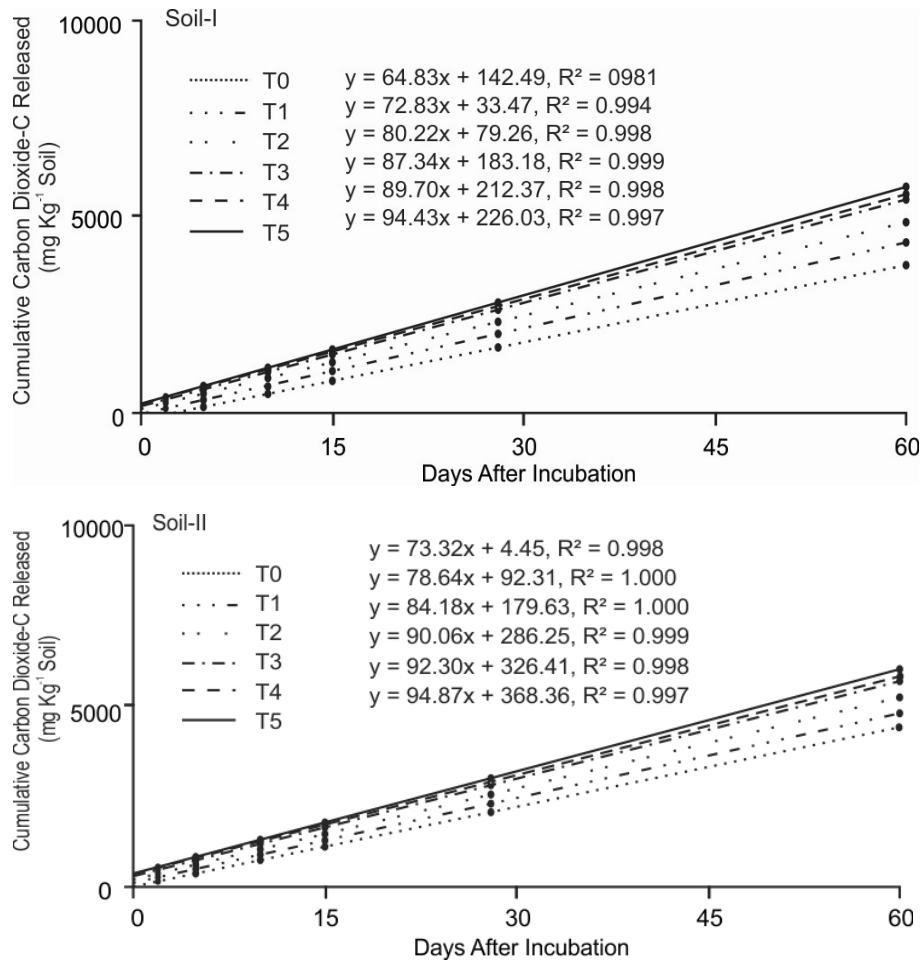 Soil-I
10000
5000
0
Cumulative Carbon Dioxide-C Released
(mg Kg⁻¹ Soil)
T0 y = 64.83x + 142.49, R² = 0981
T1 y = 72.83x + 33.47, R² = 0.994
T2 y = 80.22x + 79.26, R² = 0.998
T3 y = 87.34x + 183.18, R² = 0.999
T4 y = 89.70x + 212.37, R² = 0.998
T5 y = 94.43x + 226.03, R² = 0.997
0 15 30 45 60
Days After Incubation
Soil-II
10000
5000
0
Cumulative Carbon Dioxide-C Released
(mg Kg⁻¹ Soil)
T0 y = 73.32x + 4.45, R² = 0.998
T1 y = 78.64x + 92.31, R² = 1.000
T2 y = 84.18x + 179.63, R² = 1.000
T3 y = 90.06x + 286.25, R² = 0.999
T4 y = 92.30x + 326.41, R² = 0.998
T5 y = 94.87x + 368.36, R² = 0.997
0 15 30 45 60
Days After Incubation